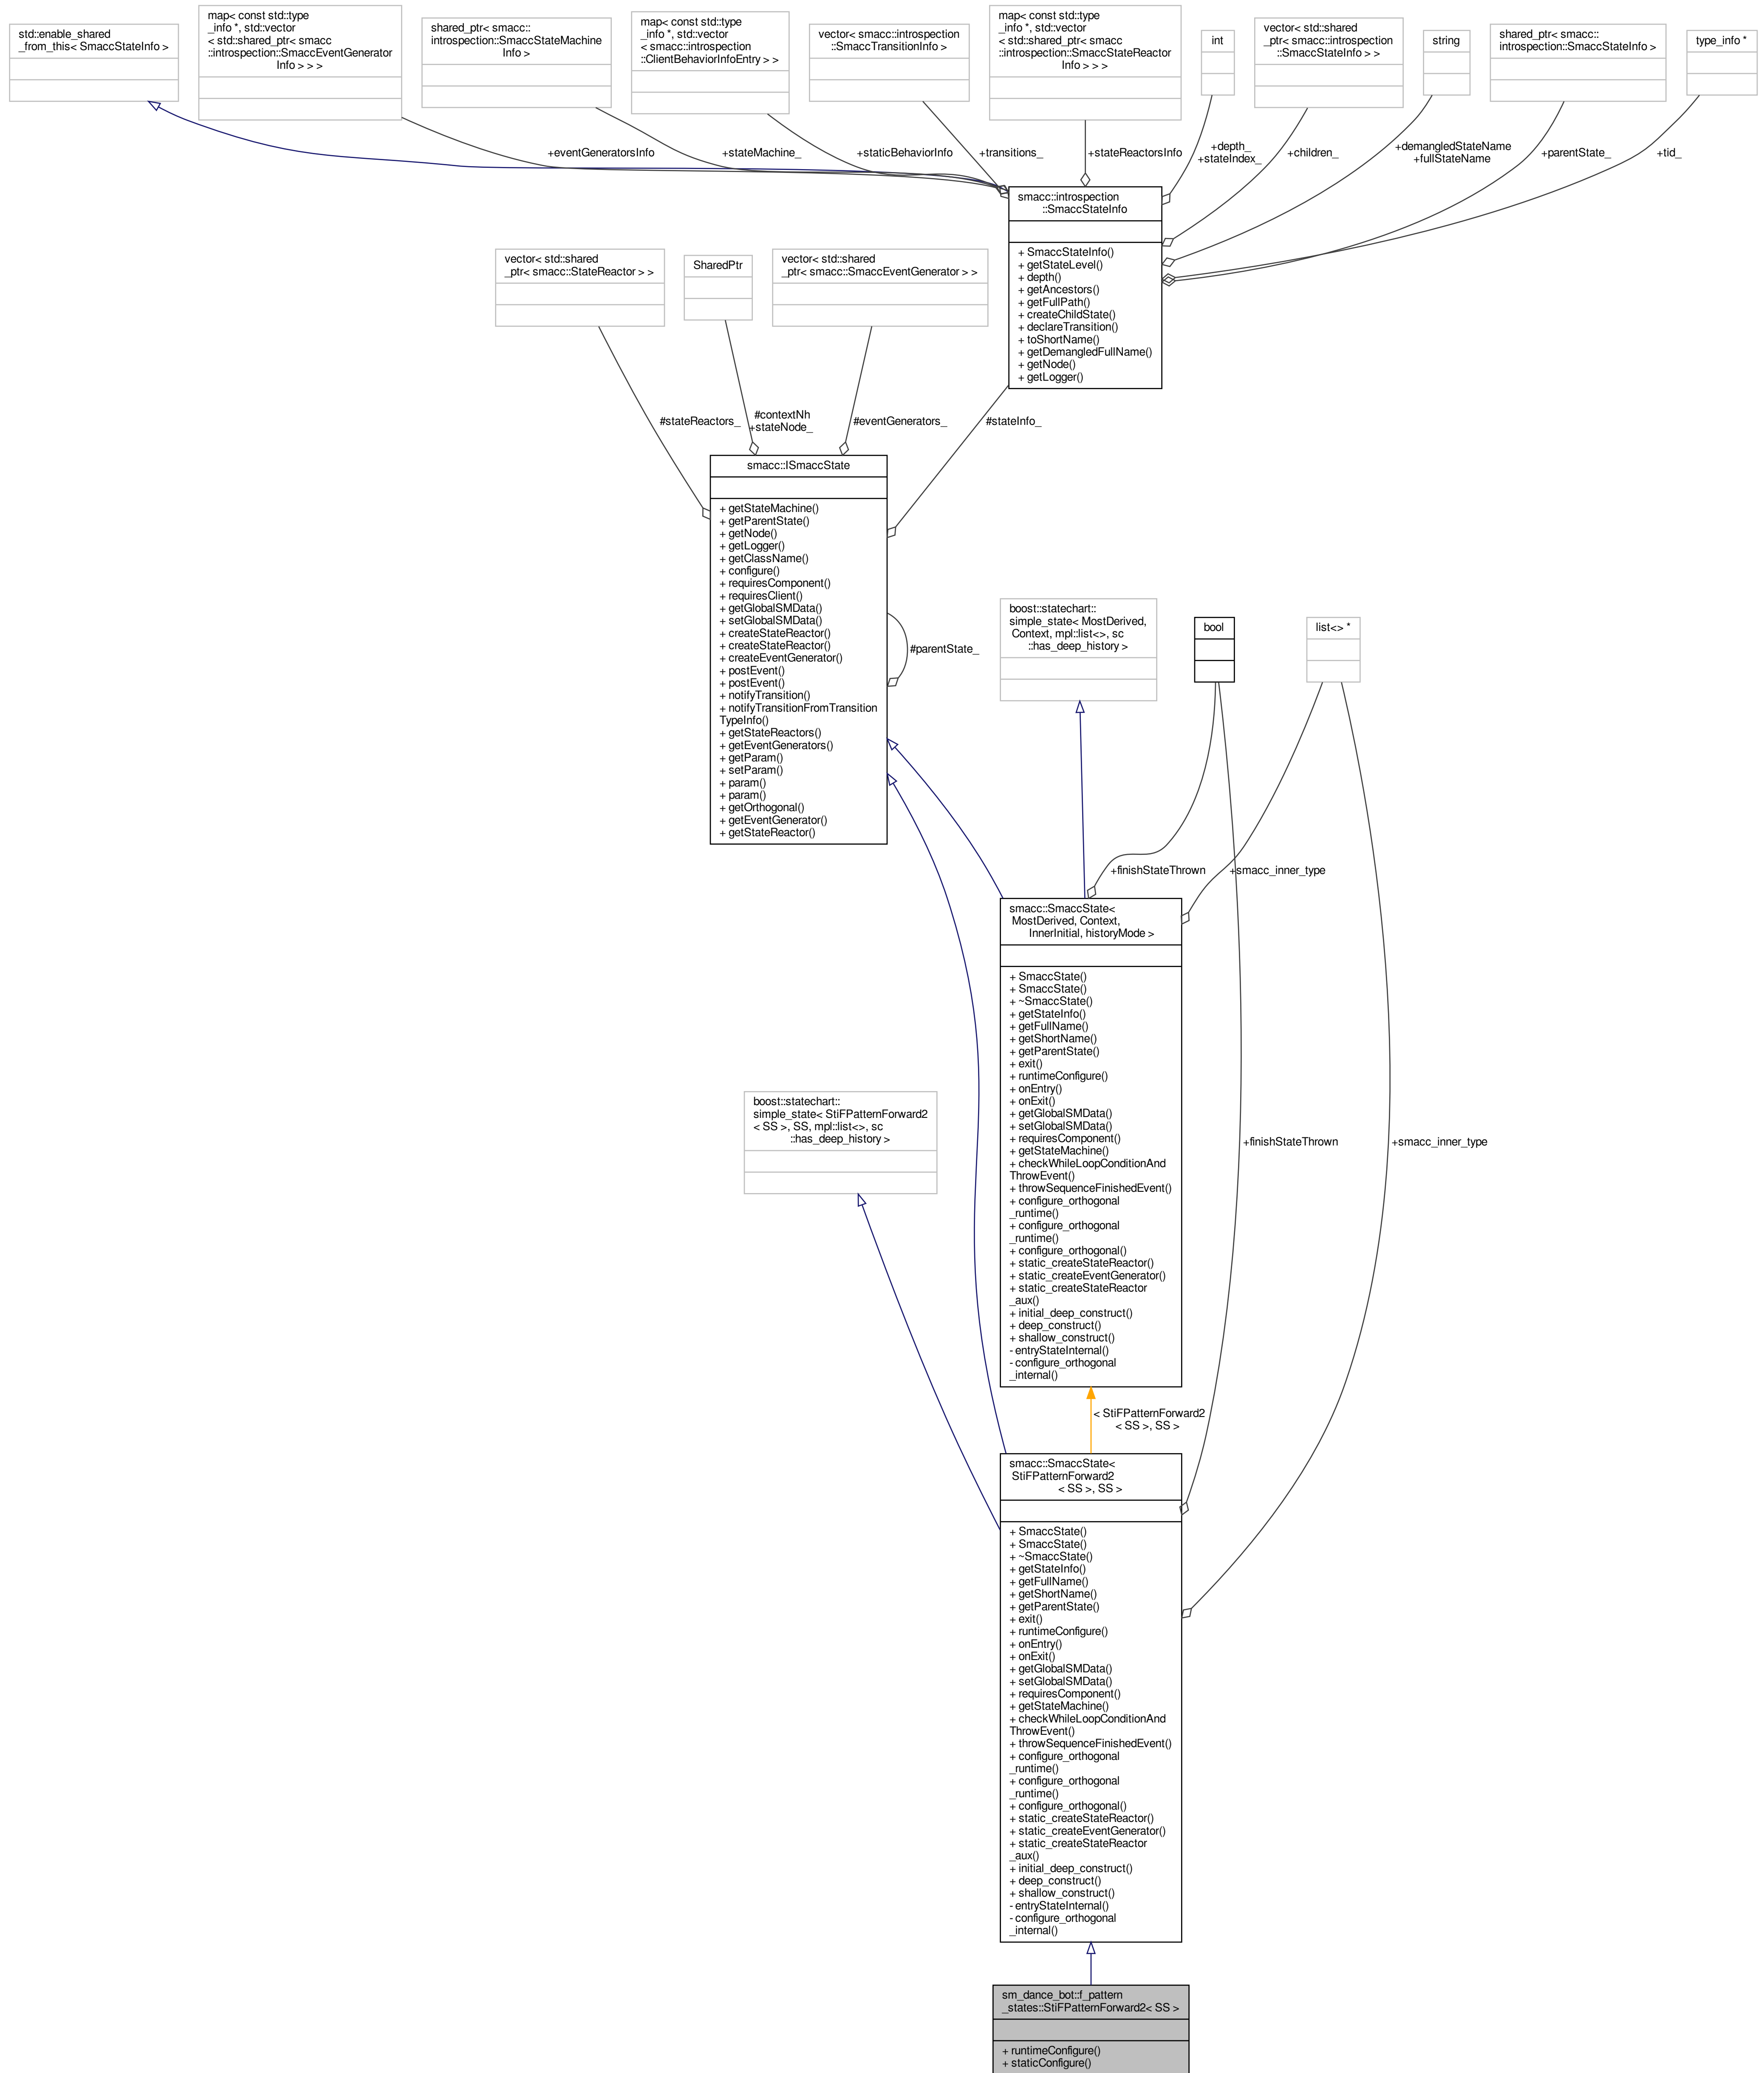 std::enable_shared
_from_this< SmaccStateInfo >
map< const std::type
_info *, std::vector
< std::shared_ptr< smacc
::introspection::SmaccEventGenerator
Info > > >
shared_ptr< smacc::
introspection::SmaccStateMachine
Info >
map< const std::type
_info *, std::vector
< smacc::introspection
::ClientBehaviorInfoEntry > >
vector< smacc::introspection
::SmaccTransitionInfo >
map< const std::type
_info *, std::vector
< std::shared_ptr< smacc
::introspection::SmaccStateReactor
Info > > >
int
vector< std::shared
_ptr< smacc::introspection
::SmaccStateInfo > >
string
shared_ptr< smacc::
introspection::SmaccStateInfo >
type_info *
+eventGeneratorsInfo
+stateMachine_
+staticBehaviorInfo
+transitions_
+stateReactorsInfo
+depth_
+stateIndex_
+children_
+demangledStateName
+fullStateName
+parentState_
+tid_
smacc::introspection
::SmaccStateInfo
+ SmaccStateInfo()
+ getStateLevel()
+ depth()
+ getAncestors()
+ getFullPath()
+ createChildState()
+ declareTransition()
+ toShortName()
+ getDemangledFullName()
+ getNode()
+ getLogger()
vector< std::shared
_ptr< smacc::StateReactor > >
SharedPtr
vector< std::shared
_ptr< smacc::SmaccEventGenerator > >
#stateReactors_
#contextNh
+stateNode_
#eventGenerators_
#stateInfo_
smacc::ISmaccState
+ getStateMachine()
+ getParentState()
+ getNode()
+ getLogger()
+ getClassName()
+ configure()
+ requiresComponent()
+ requiresClient()
+ getGlobalSMData()
+ setGlobalSMData()
+ createStateReactor()
+ createStateReactor()
+ createEventGenerator()
+ postEvent()
+ postEvent()
+ notifyTransition()
+ notifyTransitionFromTransition
TypeInfo()
+ getStateReactors()
+ getEventGenerators()
+ getParam()
+ setParam()
+ param()
+ param()
+ getOrthogonal()
+ getEventGenerator()
+ getStateReactor()
#parentState_
boost::statechart::
simple_state< MostDerived,
Context, mpl::list<>, sc
::has_deep_history >
bool
list<> *
+finishStateThrown
+smacc_inner_type
smacc::SmaccState<
MostDerived, Context,
InnerInitial, historyMode >
+ SmaccState()
+ SmaccState()
+ ~SmaccState()
+ getStateInfo()
+ getFullName()
+ getShortName()
+ getParentState()
+ exit()
+ runtimeConfigure()
+ onEntry()
+ onExit()
+ getGlobalSMData()
+ setGlobalSMData()
+ requiresComponent()
+ getStateMachine()
+ checkWhileLoopConditionAnd
ThrowEvent()
+ throwSequenceFinishedEvent()
+ configure_orthogonal
_runtime()
+ configure_orthogonal
_runtime()
+ configure_orthogonal()
+ static_createStateReactor()
+ static_createEventGenerator()
+ static_createStateReactor
_aux()
+ initial_deep_construct()
+ deep_construct()
+ shallow_construct()
- entryStateInternal()
- configure_orthogonal
_internal()
boost::statechart::
simple_state< StiFPatternForward2
< SS >, SS, mpl::list<>, sc
::has_deep_history >
+finishStateThrown
+smacc_inner_type
< StiFPatternForward2
< SS >, SS >
smacc::SmaccState<
StiFPatternForward2
< SS >, SS >
+ SmaccState()
+ SmaccState()
+ ~SmaccState()
+ getStateInfo()
+ getFullName()
+ getShortName()
+ getParentState()
+ exit()
+ runtimeConfigure()
+ onEntry()
+ onExit()
+ getGlobalSMData()
+ setGlobalSMData()
+ requiresComponent()
+ getStateMachine()
+ checkWhileLoopConditionAnd
ThrowEvent()
+ throwSequenceFinishedEvent()
+ configure_orthogonal
_runtime()
+ configure_orthogonal
_runtime()
+ configure_orthogonal()
+ static_createStateReactor()
+ static_createEventGenerator()
+ static_createStateReactor
_aux()
+ initial_deep_construct()
+ deep_construct()
+ shallow_construct()
- entryStateInternal()
- configure_orthogonal
_internal()
sm_dance_bot::f_pattern
_states::StiFPatternForward2< SS >
+ runtimeConfigure()
+ staticConfigure()